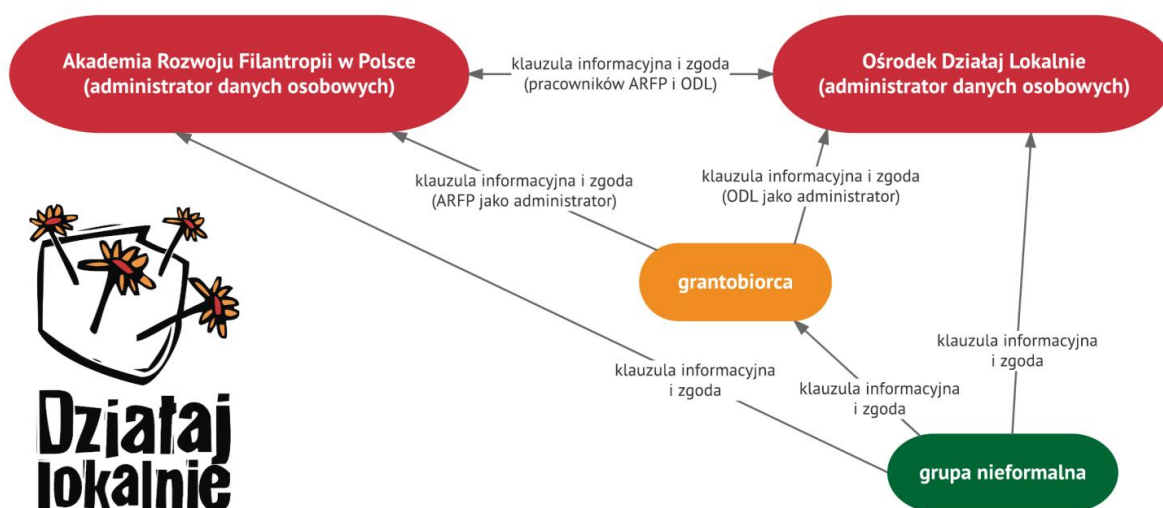 Akademia Rozwoju Filantropii w Polsce
(administrator danych osobowych)
klauzula informacyjna i zgoda
(pracowników ARFP i ODL)
Ośrodek Działaj Lokalnie
(administrator danych osobowych)
klauzula informacyjna i zgoda
(ARFP jako administrator)
klauzula informacyjna i zgoda
(ODL jako administrator)
grantobiorca
klauzula informacyjna
i zgoda
klauzula informacyjna
i zgoda
klauzula informacyjna
i zgoda
grupa nieformalna
Działaj
lokalnie